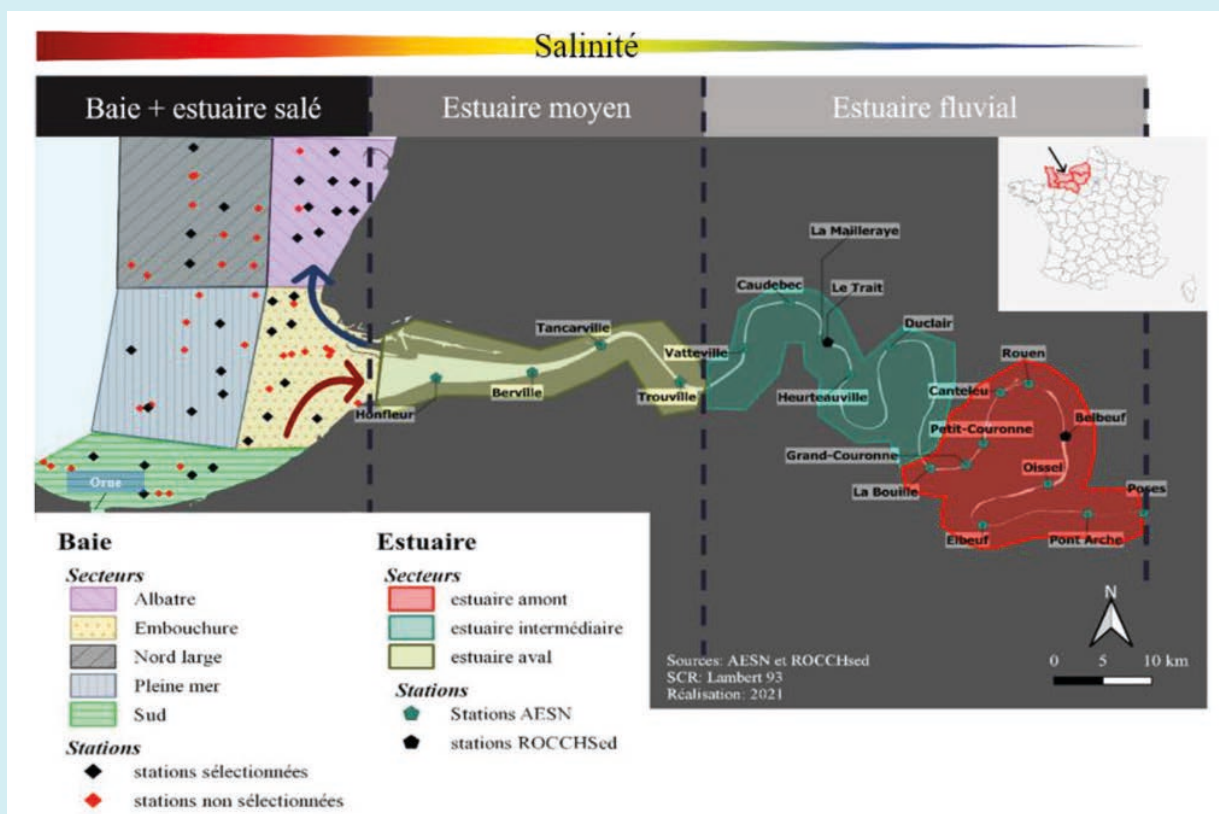 Salinité
Baie + estuaire salé
Estuaire moyen
Estuaire fluvial
La Mailleraye
Caudebec
Le Trait
Duclair
Tancarville
Vatteville
Rouen
Canteleu
Heurteauville
Berville
Trouville
Honfleur
Petit-Couronne
Belbeuf
Grand-Couronne
Oissel
La Bouille
Poses
Orne
Elbeuf
Pont Arche
Baie
Secteurs
Albatre
Embouchure
Nord large
Pleine mer
Sud
Stations
stations sélectionnées
stations non sélectionnées
Estuaire
Secteurs
estuaire amont
estuaire intermédiaire
estuaire aval
Stations
Stations AESN
stations ROCCHSed
Sources: AESN et ROCCHsed
SCR: Lambert 93
Réalisation: 2021
N
0 5 10 km